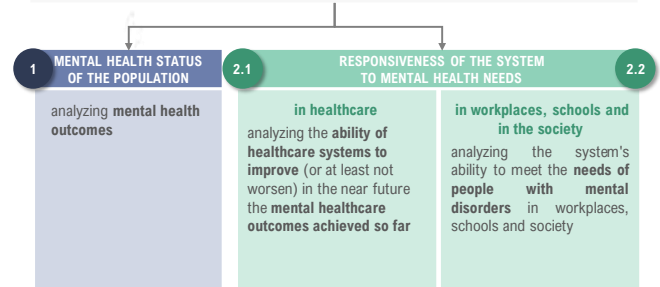 1
MENTAL HEALTH STATUS
OF THE POPULATION
2.1
RESPONSIVENESS OF THE SYSTEM
TO MENTAL HEALTH NEEDS
2.2
analyzing mental health
outcomes
in healthcare
analyzing the ability of
healthcare systems to
improve (or at least not
worsen) in the near future
the mental healthcare
outcomes achieved so far
in workplaces, schools and
in the society
analyzing the system's
ability to meet the needs of
people with mental
disorders in workplaces,
schools and society